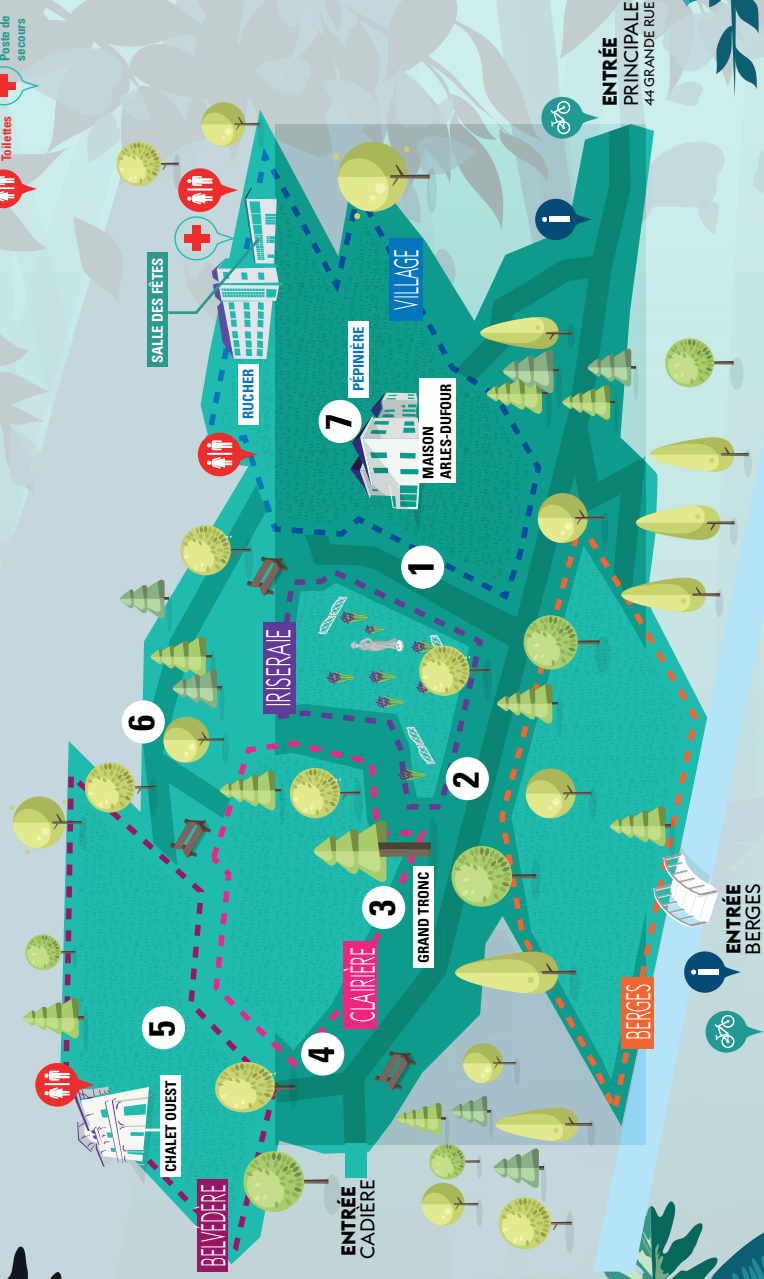 Poste de
secours
Toilettes
ENTRÉE
PRINCIPALE
44 GRANDE RUE
SALLE DES FÊTES
RUCHER
PÉPINIÈRE
VILLAGE
7
MAISON
ARLES-DUFOUR
1
IRISERAIE
6
2
3
GRAND TRONC
CLAIRIÈRE
4
5
CHALET OUEST
BELVÉDÈRE
ENTRÉE
CADIÈRE
BERGES
i
ENTRÉE
BERGES
i